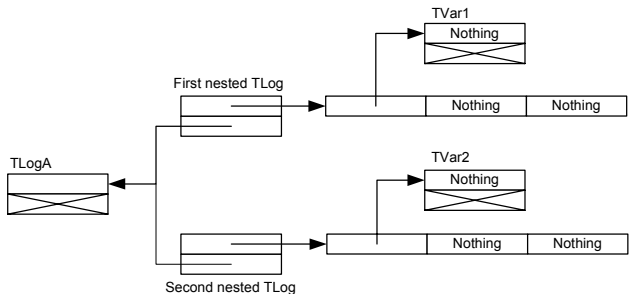 TVar1
Nothing
First nested TLog
Nothing Nothing
TLogA
TVar2
Nothing
Nothing Nothing
Second nested TLog